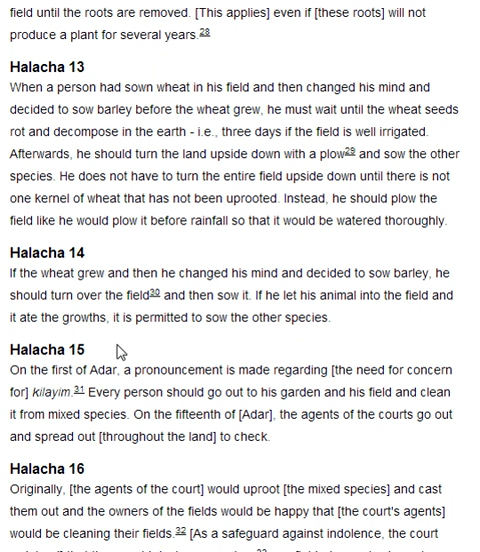 field until the roots are removed. [This applies] even if [these roots] will not
produce a plant for several years.28
Halacha 13
When a person had sown wheat in his field and then changed his mind and
decided to sow barley before the wheat grew, he must wait until the wheat seeds
rot and decompose in the earth - i.e., three days if the field is well irrigated.
Afterwards, he should turn the land upside down with a plow29 and sow the other
species. He does not have to turn the entire field upside down until there is not
one kernel of wheat that has not been uprooted. Instead, he should plow the
field like he would plow it before rainfall so that it would be watered thoroughly.
Halacha 14
If the wheat grew and then he changed his mind and decided to sow barley, he
should turn over the field30 and then sow it. If he let his animal into the field and
it ate the growths, it is permitted to sow the other species.
Halacha 15
On the first of Adar, a pronouncement is made regarding [the need for concern
for] kilayim.31 Every person should go out to his garden and his field and clean
it from mixed species. On the fifteenth of [Adar], the agents of the courts go out
and spread out [throughout the land] to check.
Halacha 16
Originally, [the agents of the court] would uproot [the mixed species] and cast
them out and the owners of the fields would be happy that [the court's agents]
would be cleaning their fields.32 [As a safeguard against indolence, the court